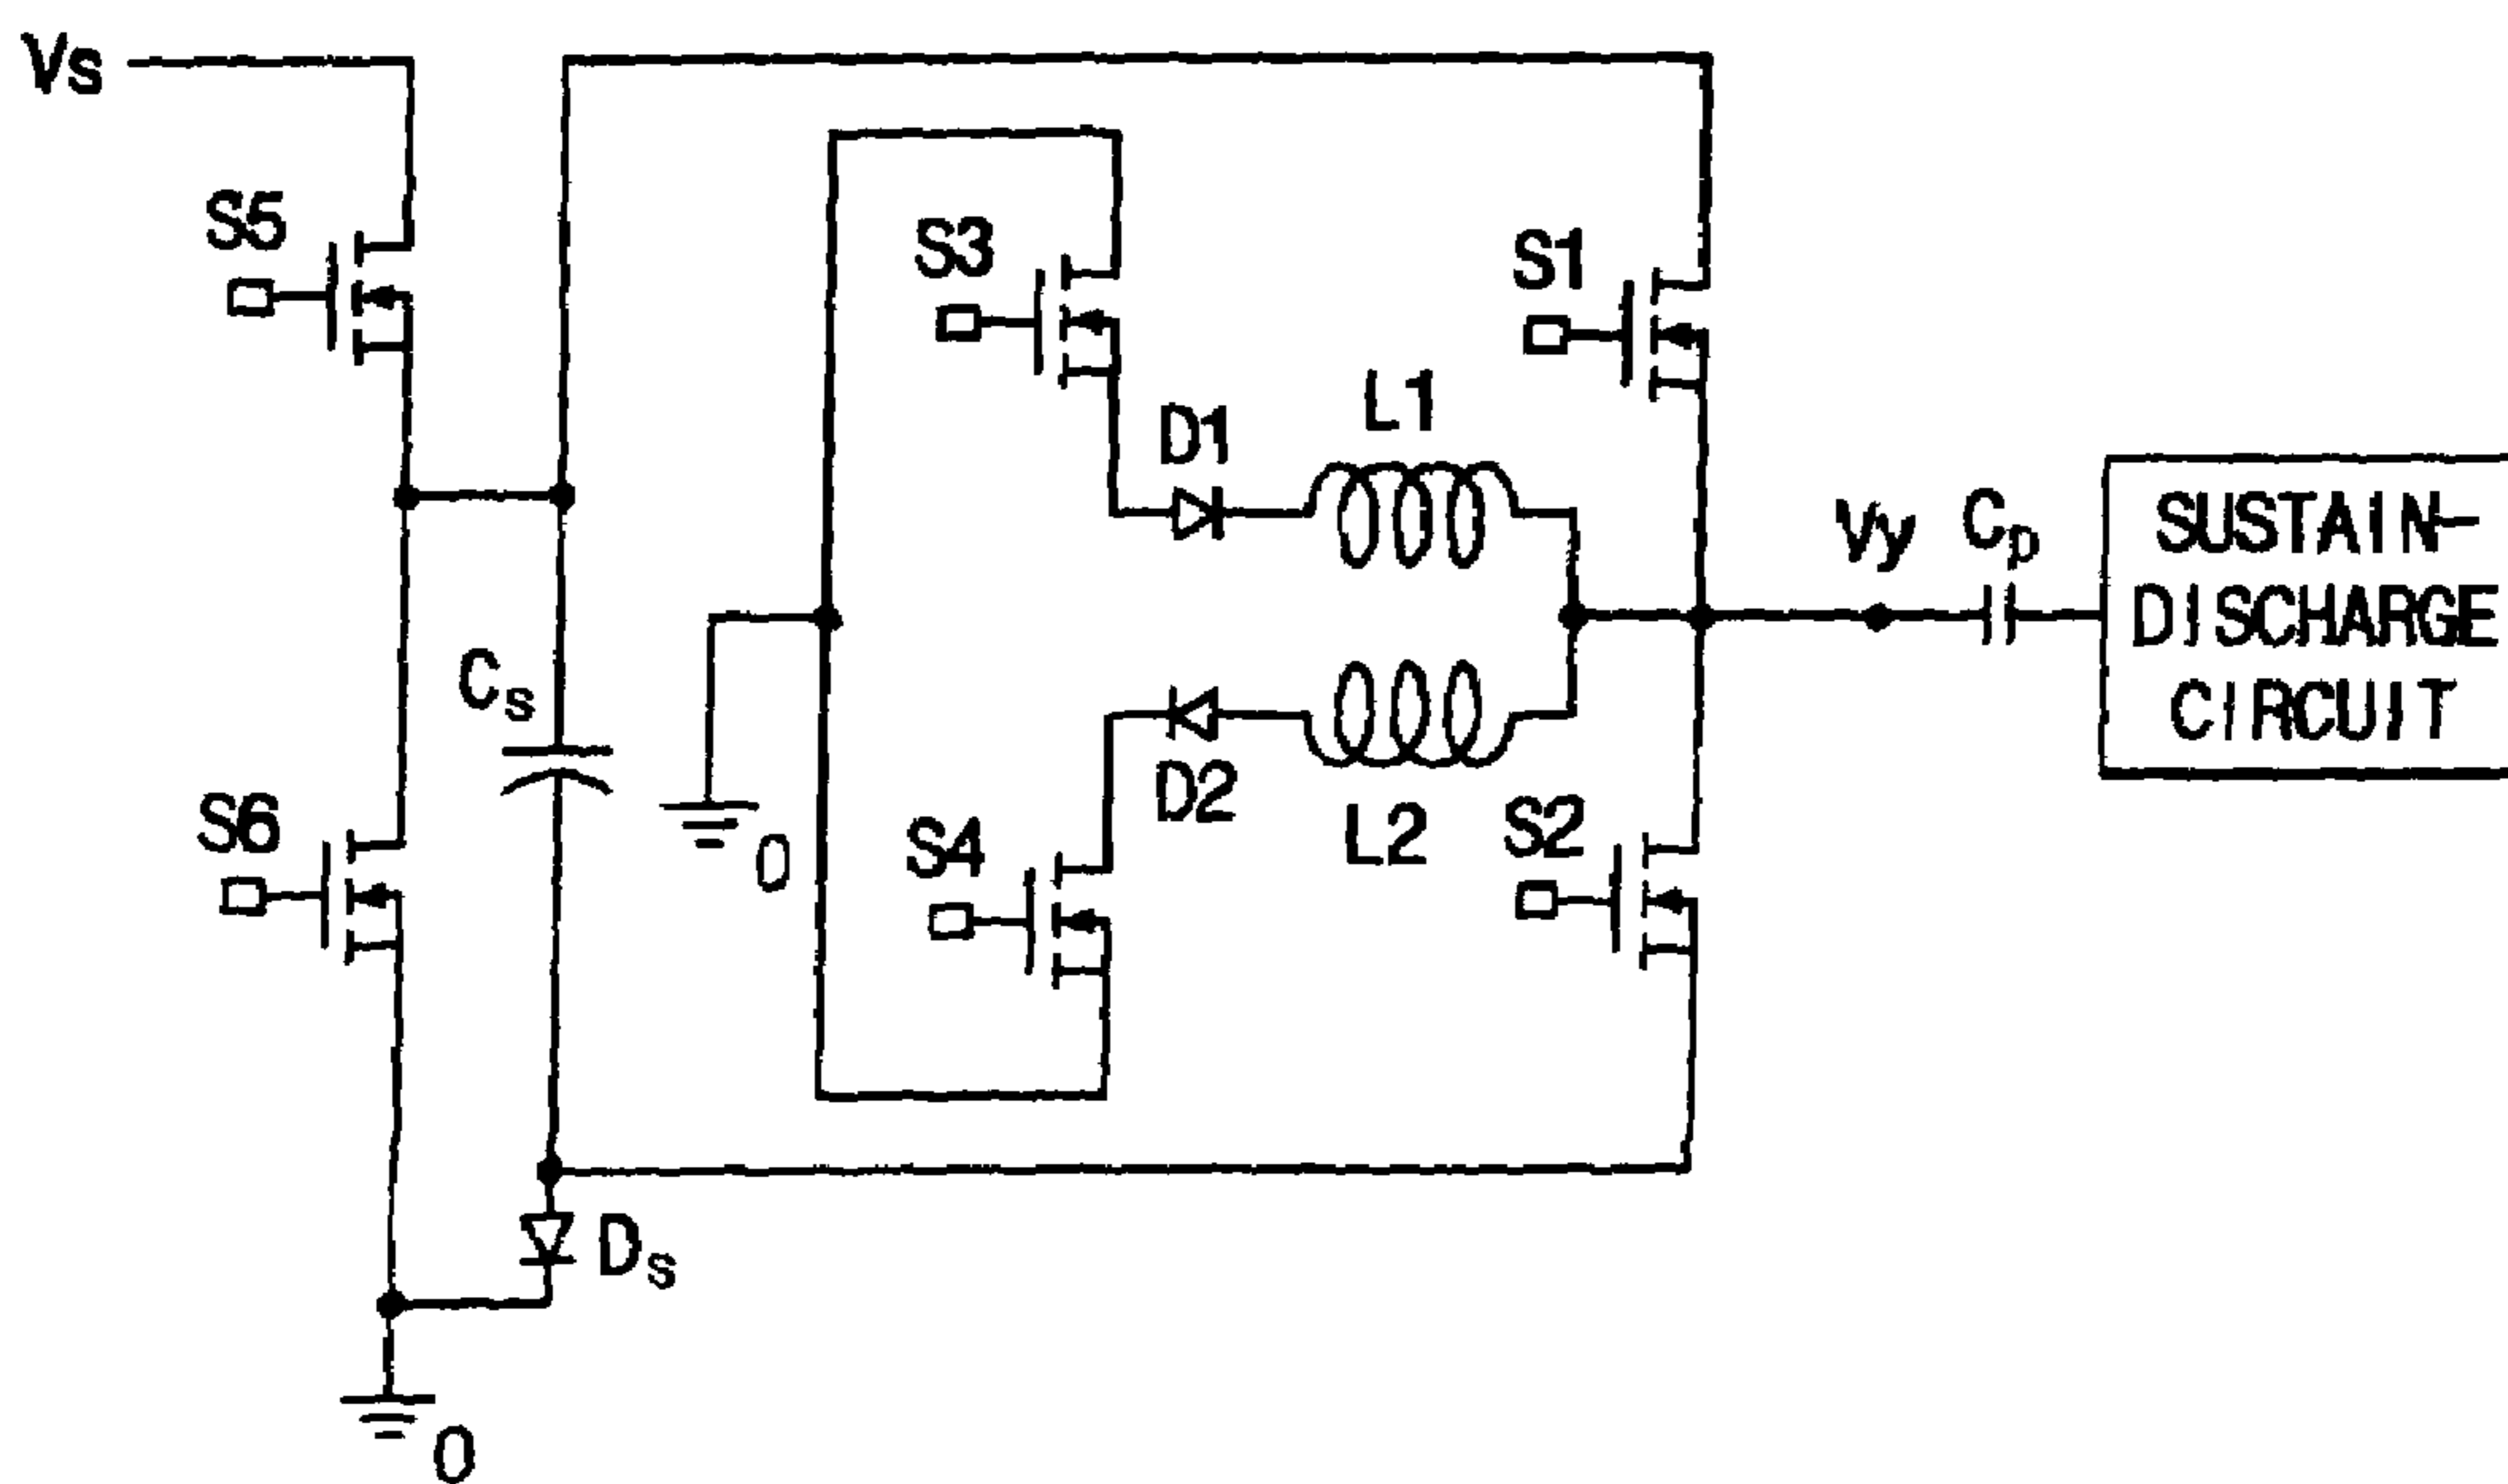 Vs
S5
S3
S1
L1
D1
Vy
Cp
SUSTAIN-
DISCHARGE
CIRCUIT
Cs
D2
L2
S2
S6
S4
0
Ds
0